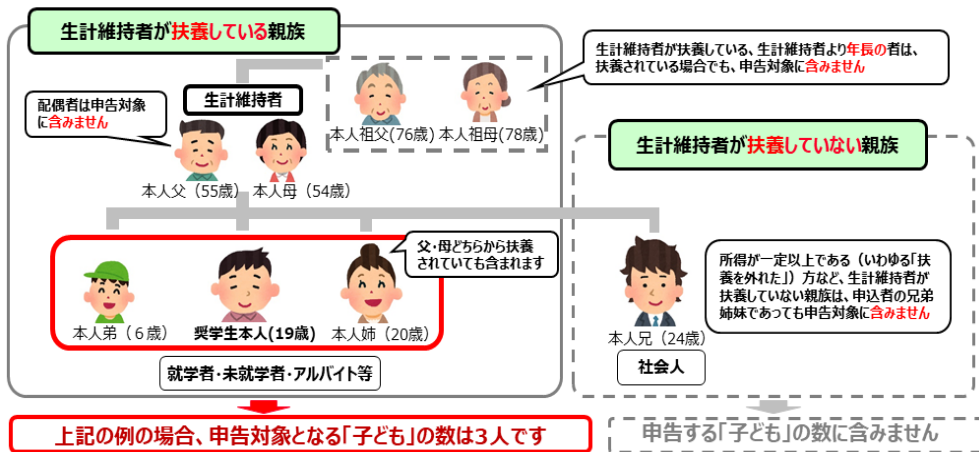 生計維持者が扶養している親族
生計維持者が扶養している、生計維持者より年長の者は、
扶養されている場合でも、申告対象に含みません
配偶者は申告対象
に含みません
生計維持者
本人祖父(76歳)
本人祖母(78歳)
本人父（55歳）
本人母（54歳）
生計維持者が扶養していない親族
父・母どちらから扶養
されていても含まれます
本人弟（６歳）
奨学生本人(19歳)
本人姉（20歳）
就学者・未就学者・アルバイト等
所得が一定以上である（いわゆる「扶
養を外れた」）方など、生計維持者が
扶養していない親族は、申込者の兄弟
姉妹であっても申告対象に含みません
本人兄（24歳）
社会人
上記の例の場合、申告対象となる「子ども」の数は３人です
申告する「子ども」の数に含みません